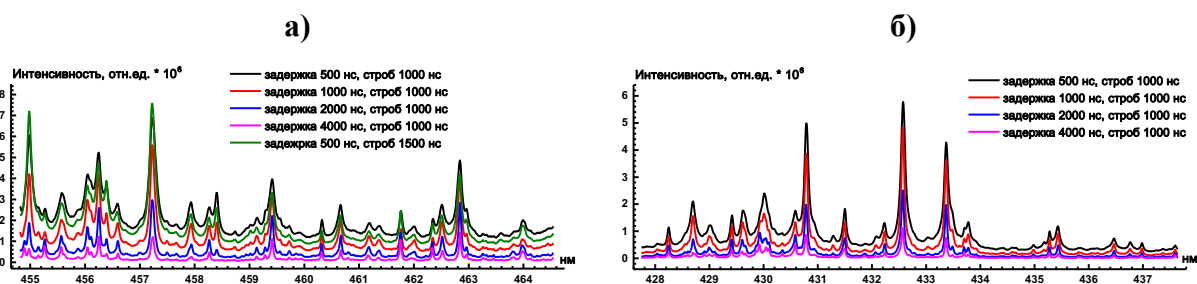 а)
б)
Интенсивность, отн.ед. * 10⁶
задержка 500 нс, строб 1000 нс
задержка 1000 нс, строб 1000 нс
задержка 2000 нс, строб 1000 нс
задержка 4000 нс, строб 1000 нс
задежрка 500 нс, строб 1500 нс
8
7
6
5
4
3
2
1
0
455 456 457 458 459 460 461 462 463 464
нм
Интенсивность, отн.ед. * 10⁶
задержка 500 нс, строб 1000 нс
задержка 1000 нс, строб 1000 нс
задержка 2000 нс, строб 1000 нс
задержка 4000 нс, строб 1000 нс
6
5
4
3
2
1
0
428 429 430 431 432 433 434 435 436 437
нм